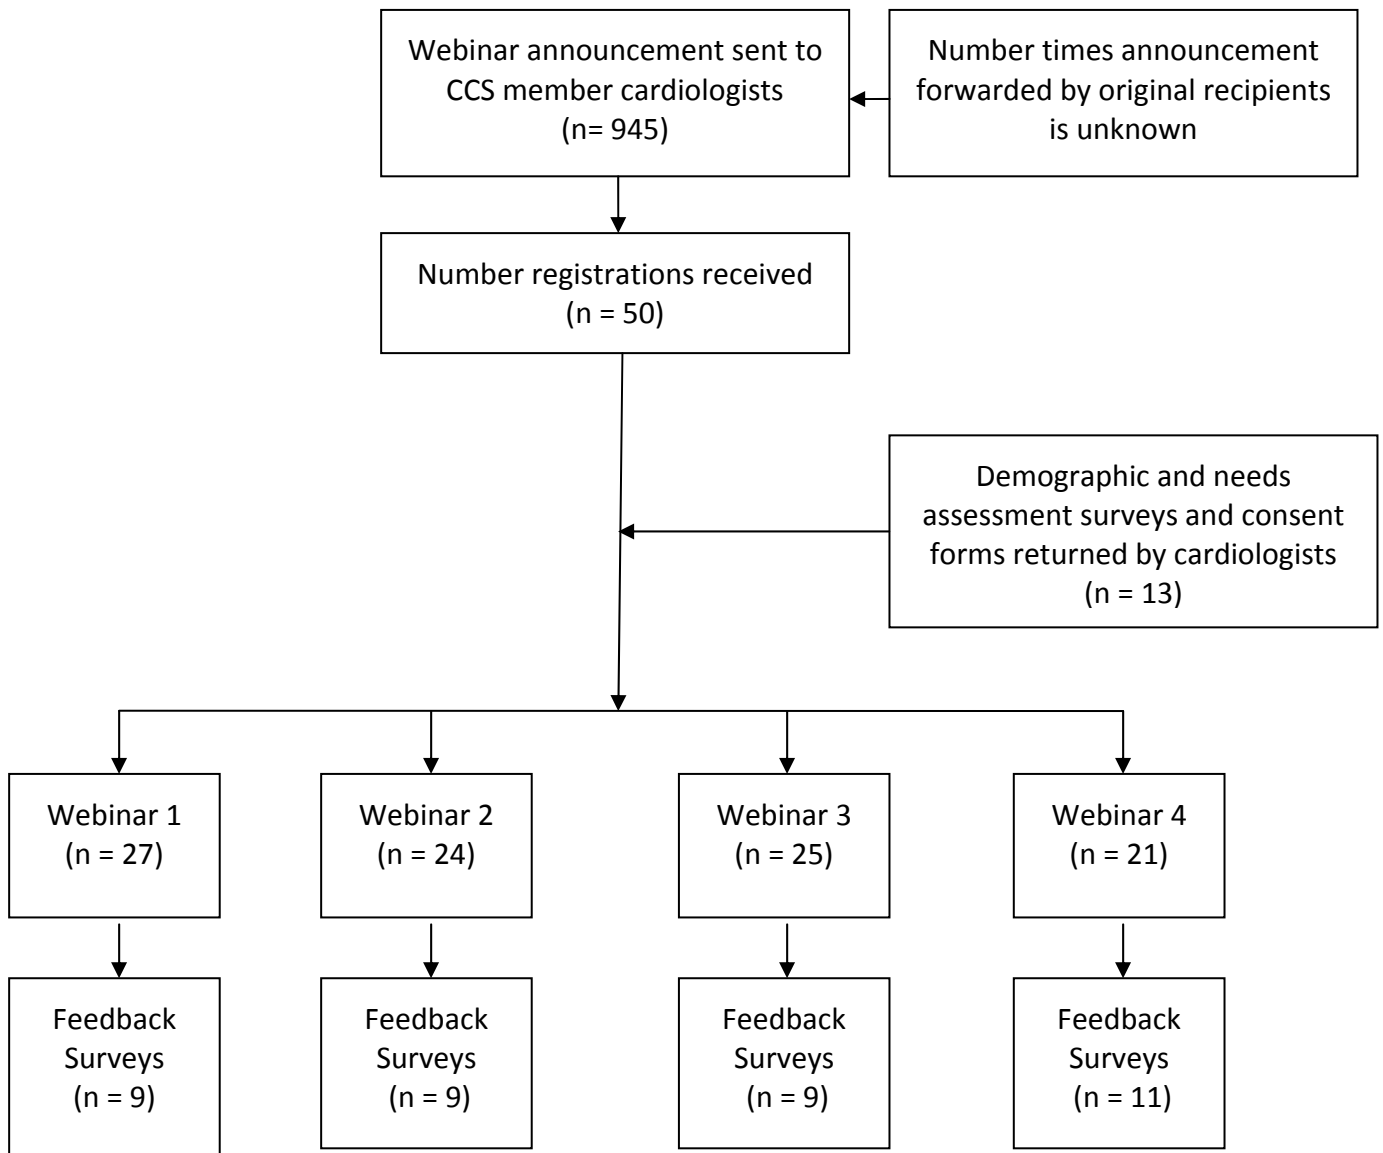 Webinar announcement sent to
CCS member cardiologists
(n= 945)
Number times announcement
forwarded by original recipients
is unknown
Number registrations received
(n = 50)
Demographic and needs
assessment surveys and consent
forms returned by cardiologists
(n = 13)
Webinar 1
(n = 27)
Webinar 2
(n = 24)
Webinar 3
(n = 25)
Webinar 4
(n = 21)
Feedback
Surveys
(n = 9)
Feedback
Surveys
(n = 9)
Feedback
Surveys
(n = 9)
Feedback
Surveys
(n = 11)